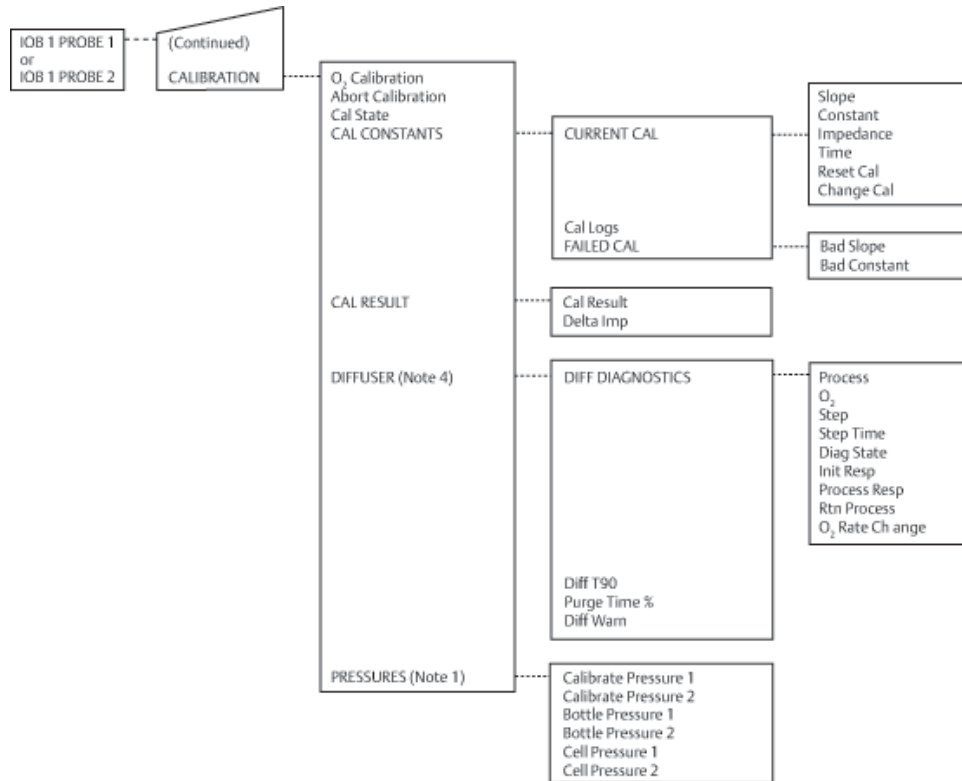 IOB 1 PROBE 1
or
IOB 1 PROBE 2
(Continued)
CALIBRATION
O₂ Calibration
Abort Calibration
Cal State
CAL CONSTANTS
CAL RESULT
DIFFUSER (Note 4)
PRESSURES (Note 1)
CURRENT CAL
Cal Logs
FAILED CAL
Slope
Constant
Impedance
Time
Reset Cal
Change Cal
Bad Slope
Bad Constant
Cal Result
Delta Imp
DIFF DIAGNOSTICS
Diff T90
Purge Time %
Diff Warn
Process
O₂
Step
Step Time
Diag State
Init Resp
Process Resp
Rtn Process
O₂ Rate Ch ange
Calibrate Pressure 1
Calibrate Pressure 2
Bottle Pressure 1
Bottle Pressure 2
Cell Pressure 1
Cell Pressure 2